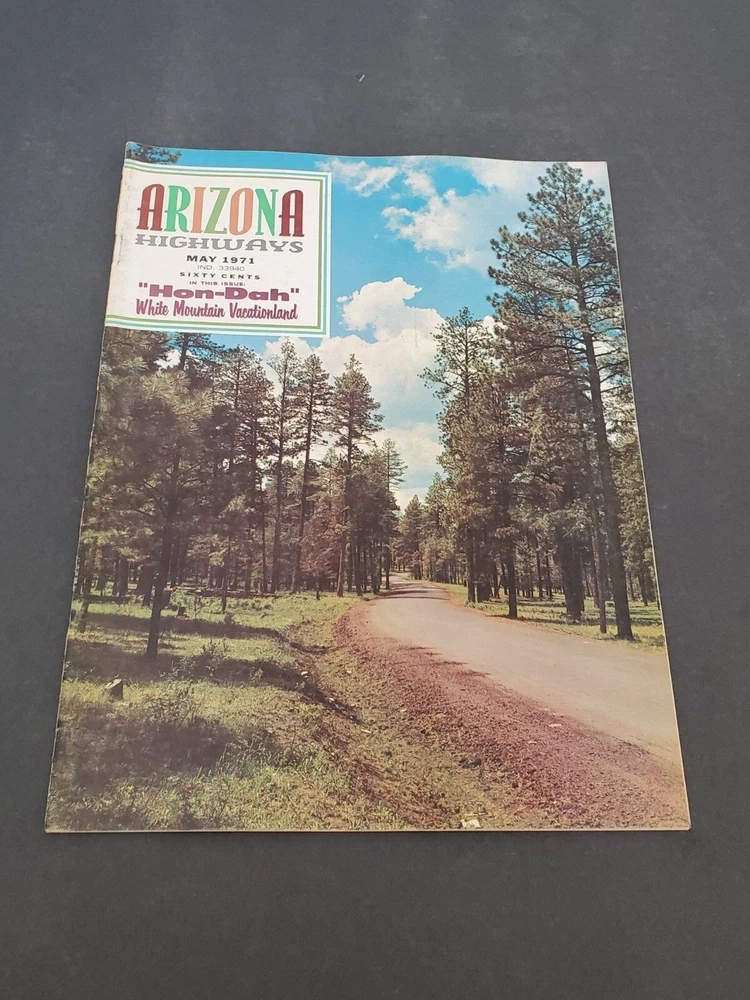 ARIZONA
HIGHWAYS
MAY 1971
IND. 33940
SIXTY CENTS
IN THIS ISSUE:
"Hon-Dah"
White Mountain Vacationland